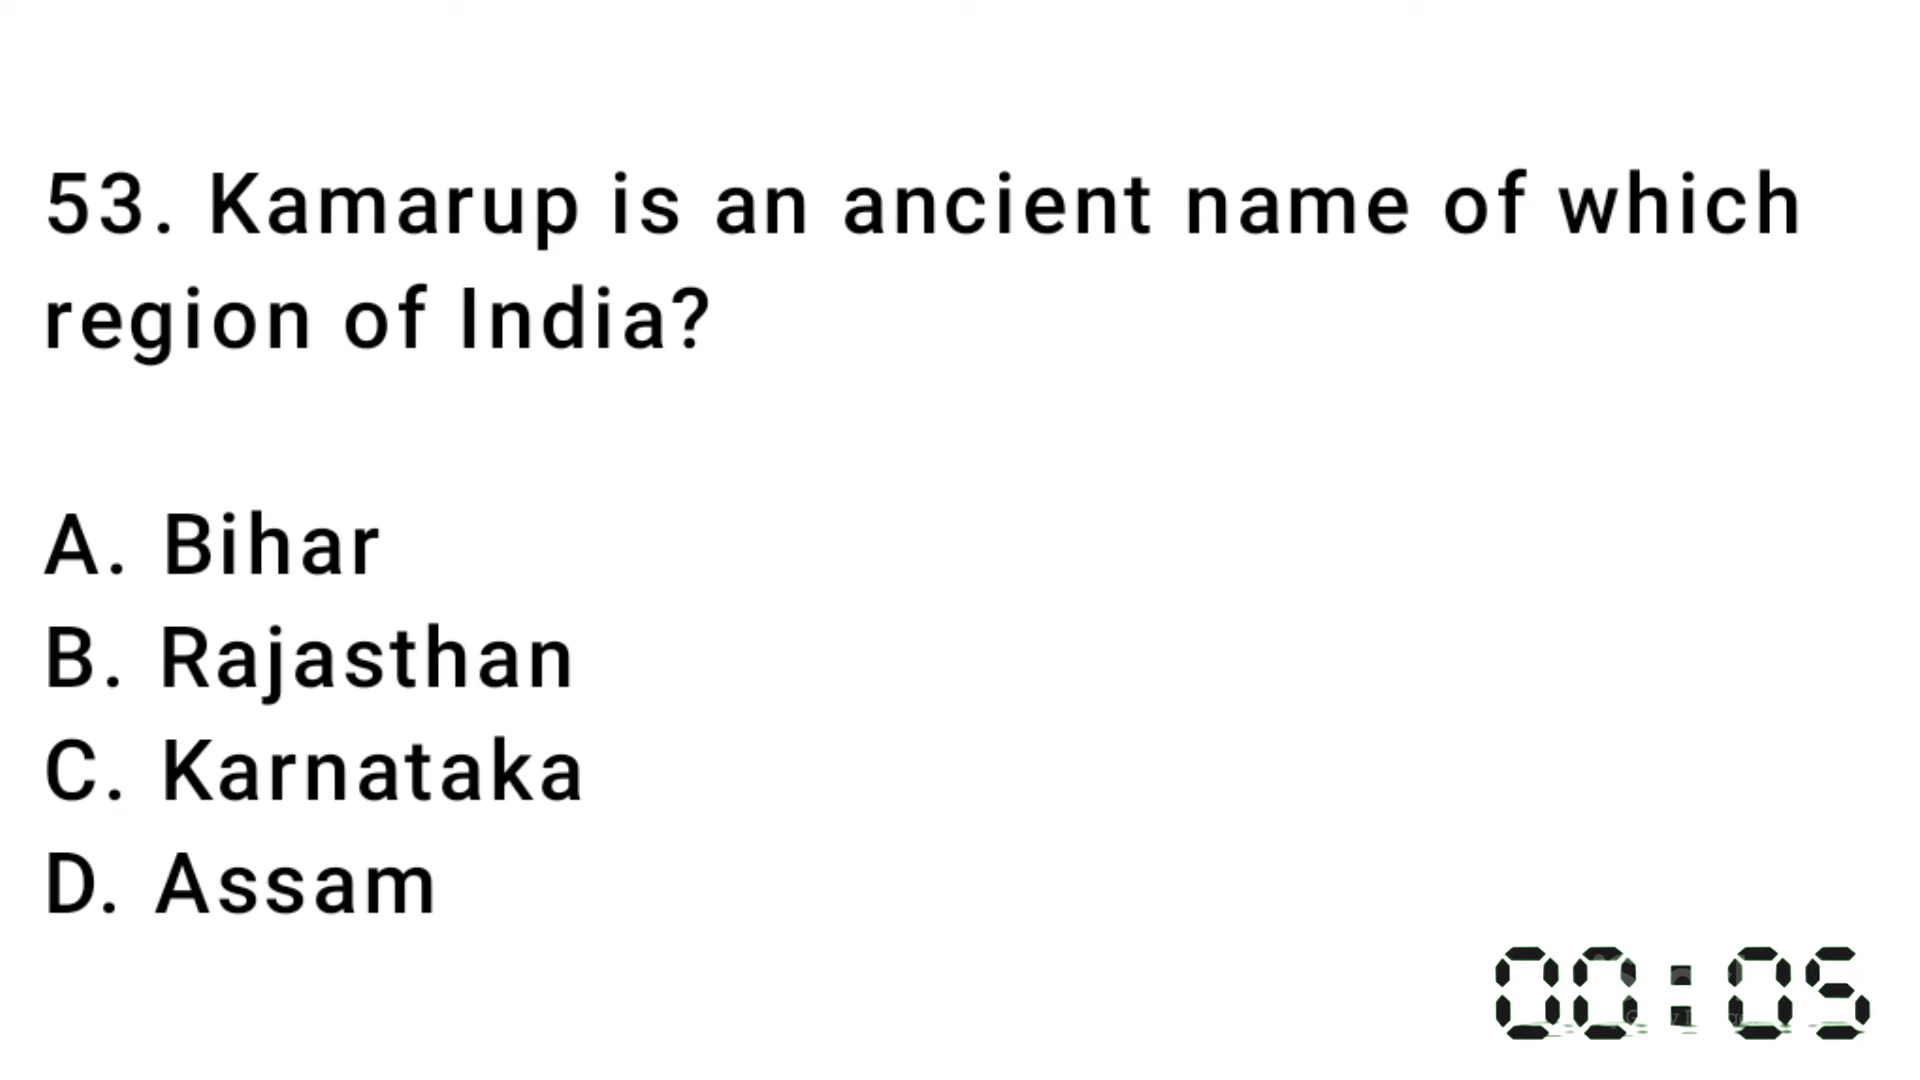 53. Kamarup is an ancient name of which
region of India?
A. Bihar
B. Rajasthan
C. Karnataka
D. Assam
00:05